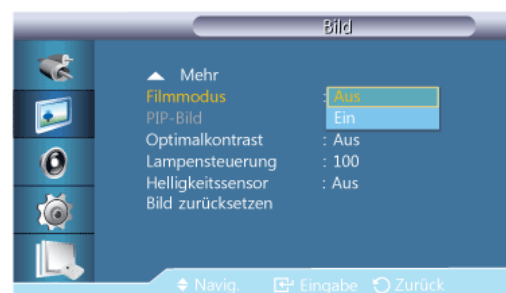 Bild
Mehr
Filmmodus : Aus
Ein
PIP-Bild
Optimalkontrast : Aus
Lampensteuerung : 100
Helligkeitssensor : Aus
Bild zurücksetzen
Navig. Eingabe Zurück